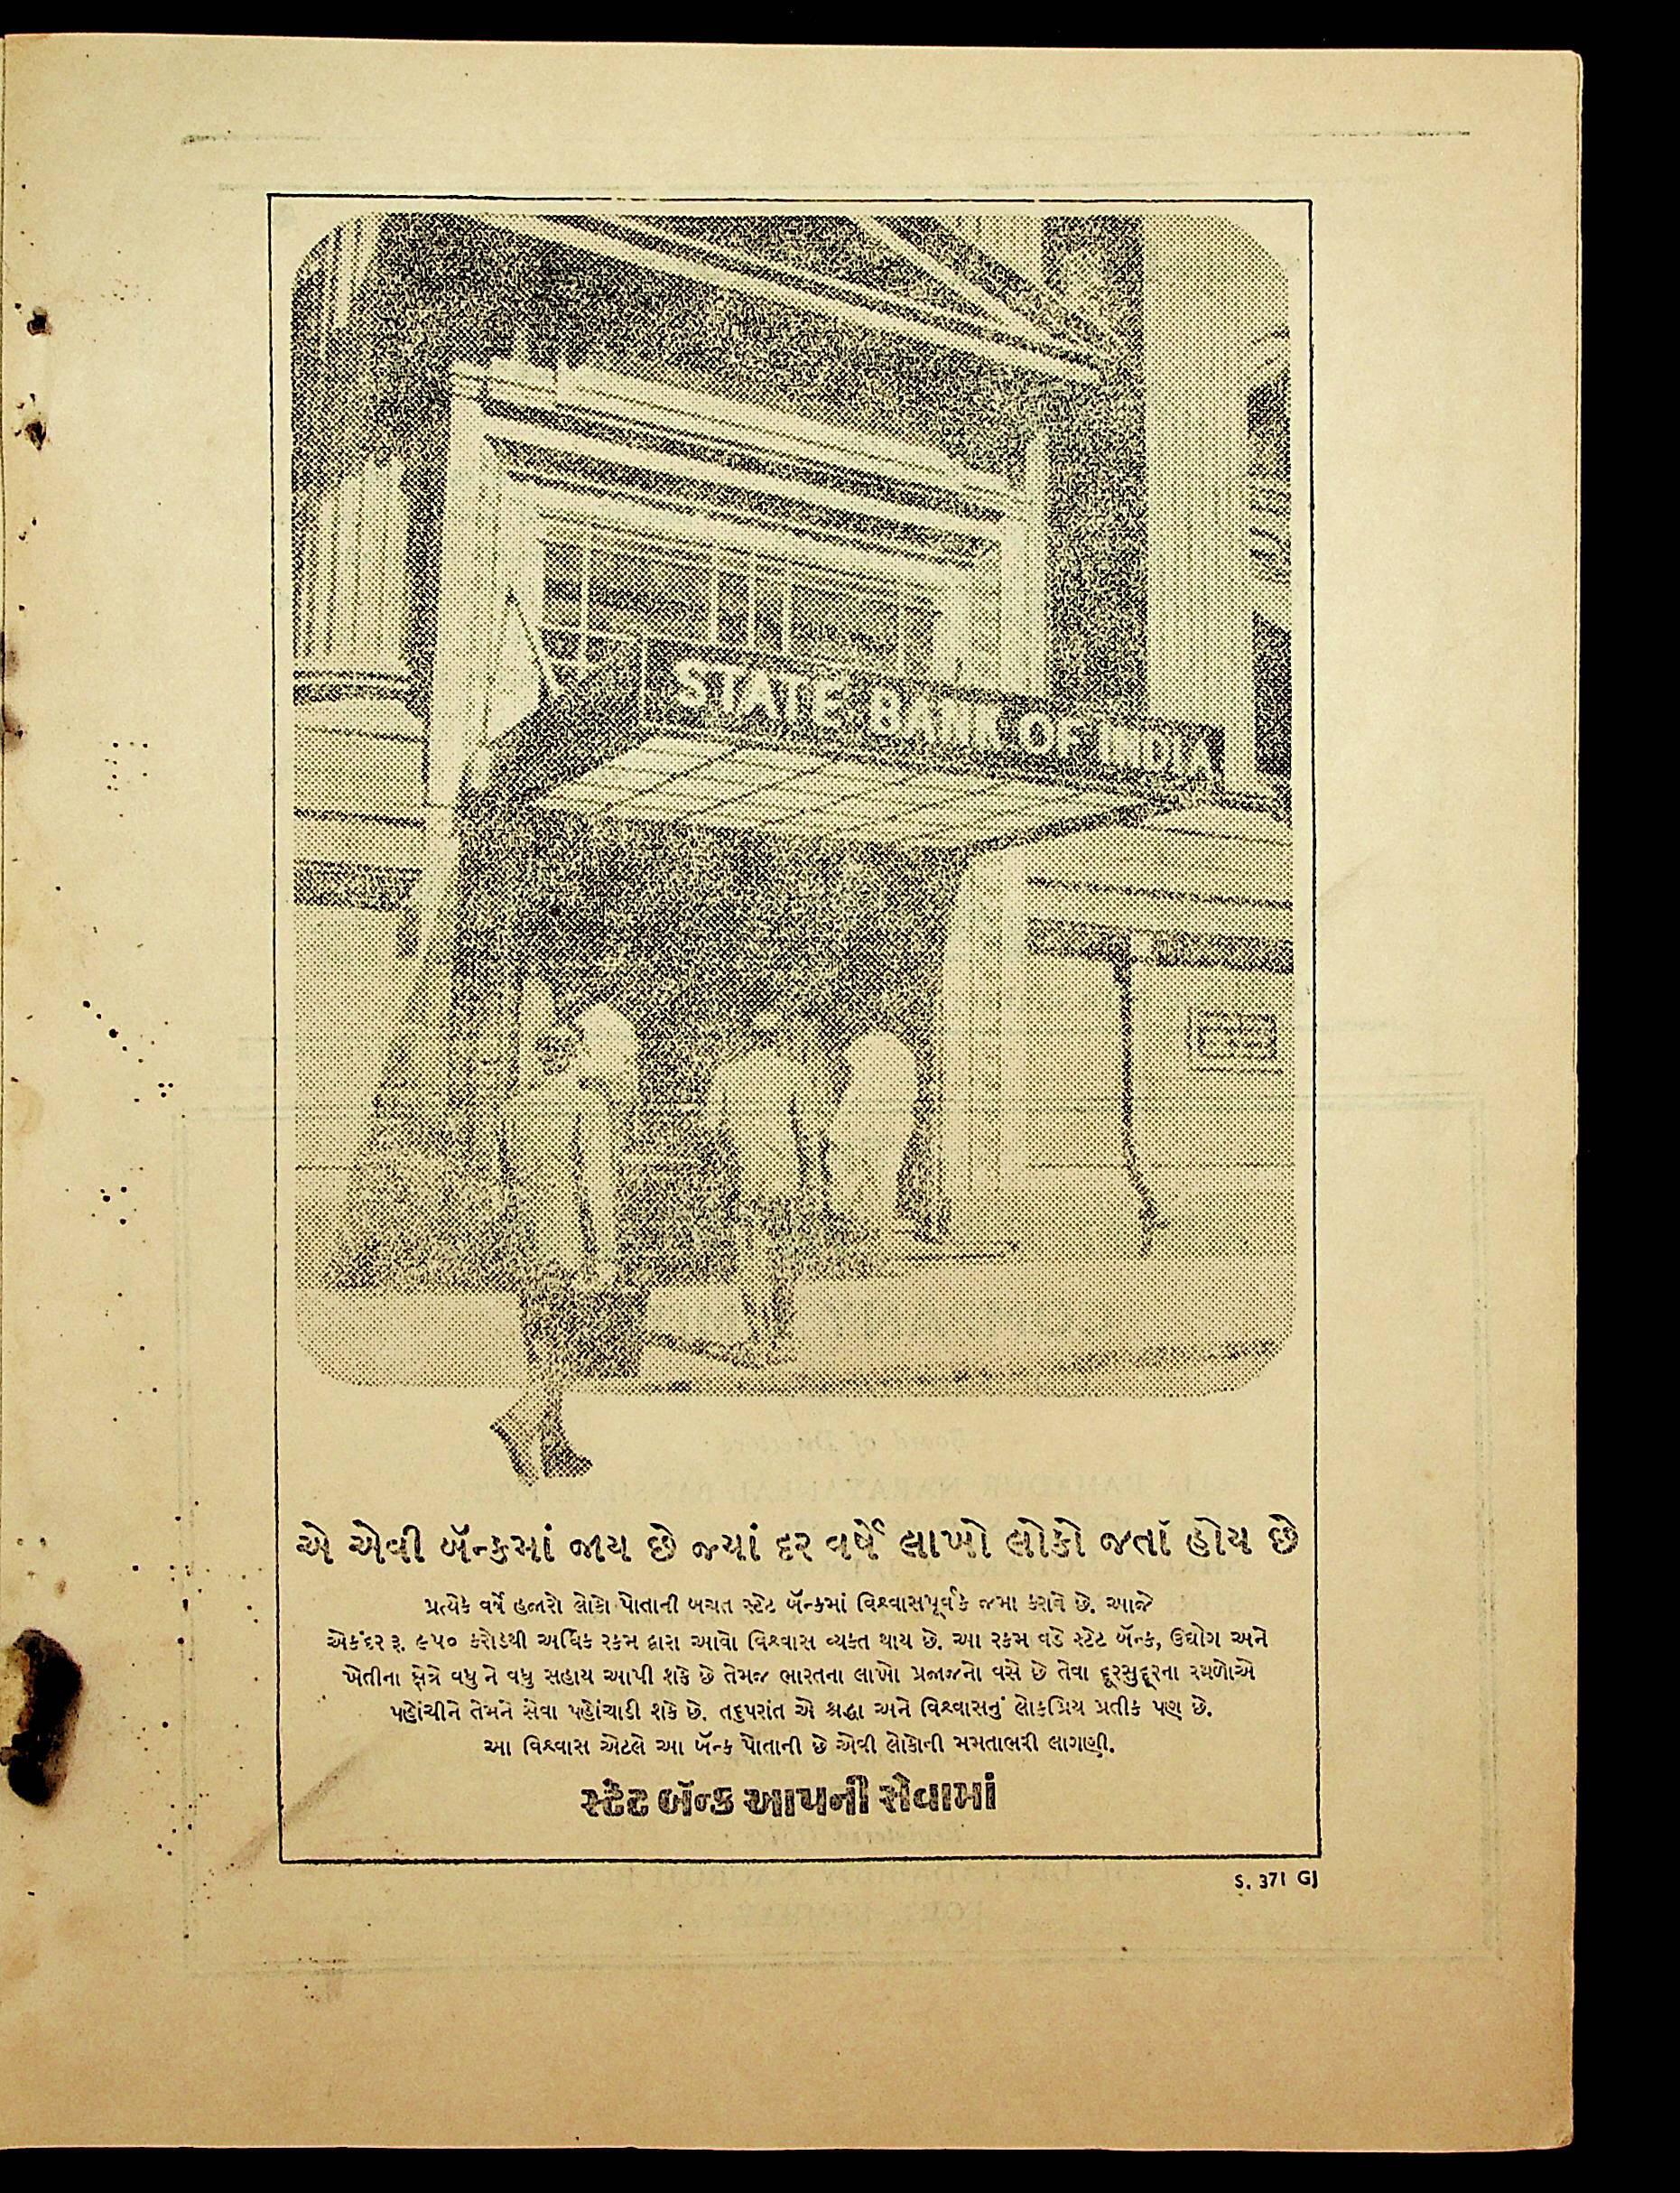 STATE BANK OF INDIA
એ એવી બૅન્કમાં જાય છે જ્યાં દર વર્ષે લાખો લોકો જતાં હોય છે
પ્રત્યેક વર્ષે હજારો લોકો પોતાની બચત સ્ટેટ બૅન્કમાં વિશ્વાસપૂર્વક જમા કરાવે છે. આજે
એકંદર રૂ. ૯૫૦ કરોડથી અધિક રકમ દ્વારા આવો વિશ્વાસ વ્યક્ત થાય છે. આ રકમ વડે સ્ટેટ બૅન્ક, ઉદ્યોગ અને
ખેતીના ક્ષેત્રે વધુ ને વધુ સહાય આપી શકે છે તેમજ ભારતના લાખો પ્રજાજનો વસે છે તેવા દૂરસુદૂરના સ્થળોએ
પહોંચીને તેમને સેવા પહોંચાડી શકે છે. તદુપરાંત એ શ્રદ્ધા અને વિશ્વાસનું લોકપ્રિય પ્રતીક પણ છે.
આ વિશ્વાસ એટલે આ બૅન્ક પોતાની છે એવી લોકોની મમતાભરી લાગણી.
સ્ટેટ બૅન્ક આપની સેવામાં
S. 371 GJ